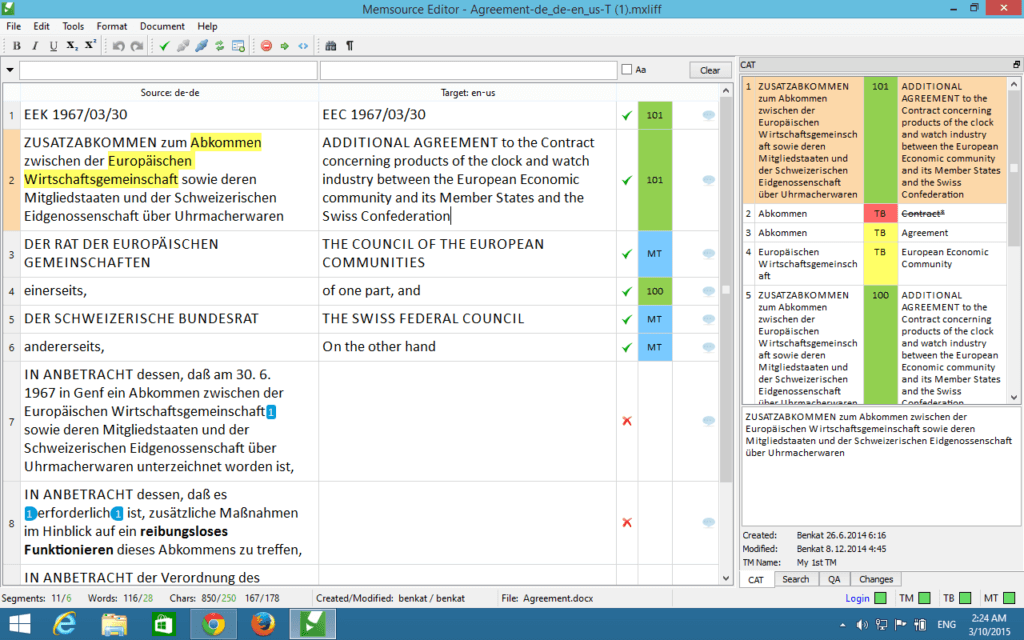 Memsource Editor - Agreement-de_de-en_us-T (1).mxliff
File Edit Tools Format Document Help
B I U X₂ X²
Aa Clear
Source: de-de Target: en-us
1 EEK 1967/03/30 EEC 1967/03/30 101
2
ZUSATZABKOMMEN zum Abkommen
zwischen der Europäischen
Wirtschaftsgemeinschaft sowie deren
Mitgliedstaaten und der Schweizerischen
Eidgenossenschaft über Uhrmacherwaren
ADDITIONAL AGREEMENT to the Contract
concerning products of the clock and watch
industry between the European Economic
community and its Member States and the
Swiss Confederation
101
3
DER RAT DER EUROPÄISCHEN
GEMEINSCHAFTEN
THE COUNCIL OF THE EUROPEAN
COMMUNITIES
MT
4 einerseits, of one part, and 100
5 DER SCHWEIZERISCHE BUNDESRAT THE SWISS FEDERAL COUNCIL MT
6 andererseits, On the other hand MT
7
IN ANBETRACHT dessen, daß am 30. 6.
1967 in Genf ein Abkommen zwischen der
Europäischen Wirtschaftsgemeinschaft 1
sowie deren Mitgliedstaaten und der
Schweizerischen Eidgenossenschaft über
Uhrmacherwaren unterzeichnet worden ist,
8
IN ANBETRACHT dessen, daß es
1 erforderlich 1 ist, zusätzliche Maßnahmen
im Hinblick auf ein reibungsloses
Funktionieren dieses Abkommens zu treffen,
IN ANBETRACHT der Verordnung des
CAT
1
ZUSATZABKOMMEN
zum Abkommen
zwischen der
Europäischen
Wirtschaftsgemeinsch
aft sowie deren
Mitgliedstaaten und
der Schweizerischen
Eidgenossenschaft
über Uhrmacherwaren
101
ADDITIONAL
AGREEMENT to the
Contract concerning
products of the clock
and watch industry
between the European
Economic community
and its Member States
and the Swiss
Confederation
2 Abkommen TB Contract*
3 Abkommen TB Agreement
4
Europäischen
Wirtschaftsgemeinsch
aft
TB
European Economic
Community
5
ZUSATZABKOMMEN
zum Abkommen
zwischen der
Europäischen
Wirtschaftsgemeinsch
aft sowie deren
Mitgliedstaaten und
der Schweizerischen
Eidgenossenschaft
über Uhrmacherwaren
100
ADDITIONAL
AGREEMENT to the
Contract concerning
products of the clock
and watch industry
between the European
Economic community
and its Member States
and the Swiss
Confederation
ZUSATZABKOMMEN zum Abkommen zwischen der
Europäischen Wirtschaftsgemeinschaft sowie deren
Mitgliedstaaten und der Schweizerischen Eidgenossenschaft
über Uhrmacherwaren
Created: Benkat 26.6.2014 6:16
Modified: Benkat 8.12.2014 4:45
TM Name: My 1st TM
CAT Search QA Changes
Segments: 11/6 Words: 116/28 Chars: 850/250 167/178 Created/Modified: benkat / benkat File: Agreement.docx Login TM TB MT
ENG 2:24 AM
3/10/2015